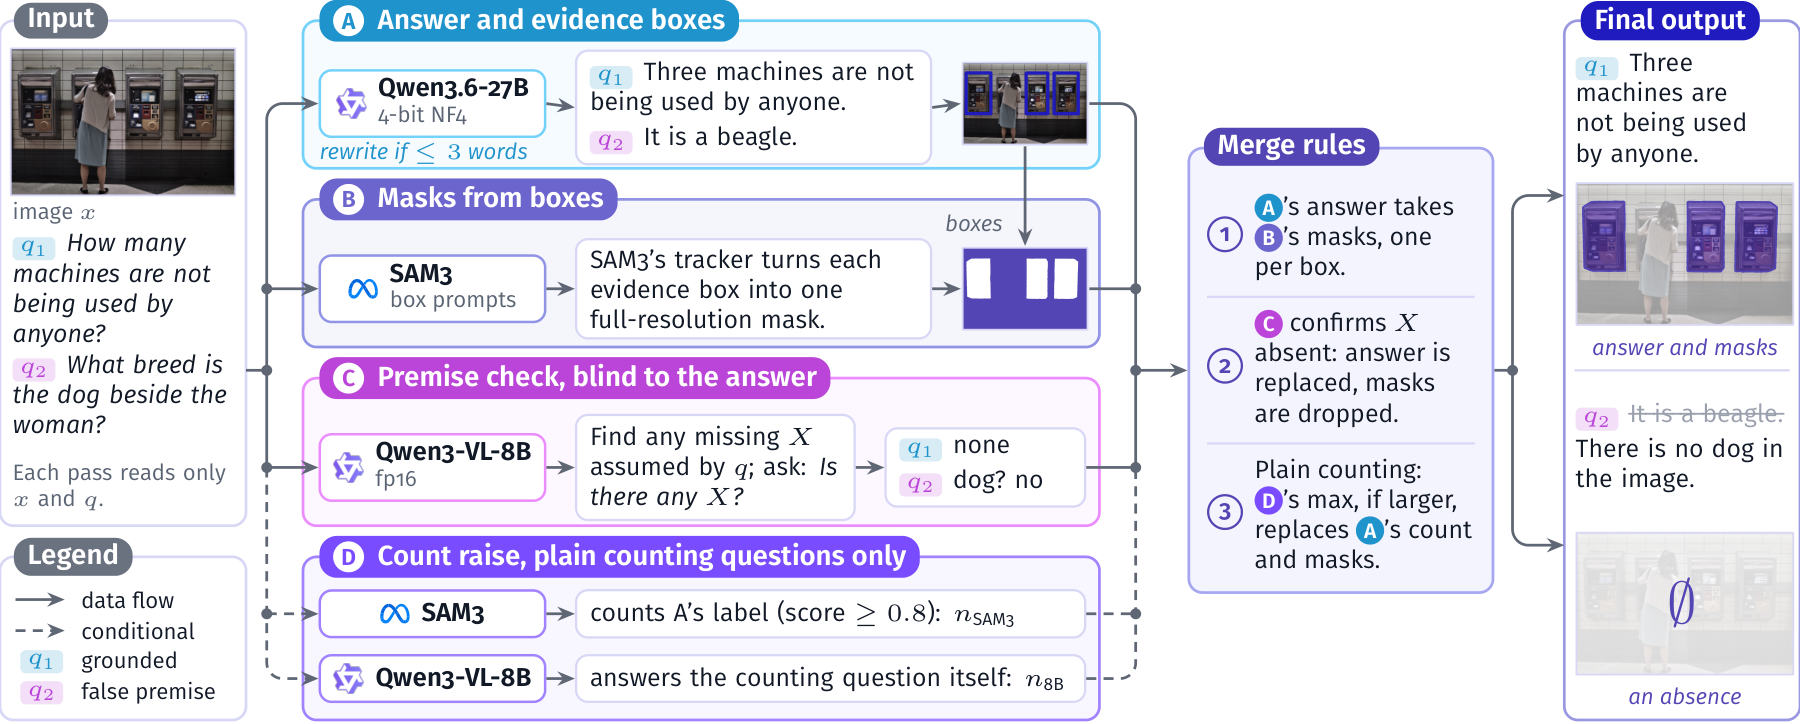 Input
image x
q1 How many
machines are not
being used by
anyone?
q2 What breed is
the dog beside the
woman?
Each pass reads only
x and q.
Legend
data flow
conditional
q1 grounded
q2 false premise
A Answer and evidence boxes
Qwen3.6-27B
4-bit NF4
rewrite if ≤ 3 words
q1 Three machines are not
being used by anyone.
q2 It is a beagle.
B Masks from boxes
boxes
SAM3
box prompts
SAM3's tracker turns each
evidence box into one
full-resolution mask.
C Premise check, blind to the answer
Qwen3-VL-8B
fp16
Find any missing X
assumed by q; ask: Is
there any X?
q1 none
q2 dog? no
D Count raise, plain counting questions only
SAM3
counts A's label (score ≥ 0.8): nSAM3
Qwen3-VL-8B
answers the counting question itself: n8B
Merge rules
1 A's answer takes
B's masks, one
per box.
2 C confirms X
absent: answer is
replaced, masks
are dropped.
3 Plain counting:
D's max, if larger,
replaces A's count
and masks.
Final output
q1 Three
machines are
not being used
by anyone.
answer and masks
q2 It is a beagle.
There is no dog in
the image.
∅
an absence